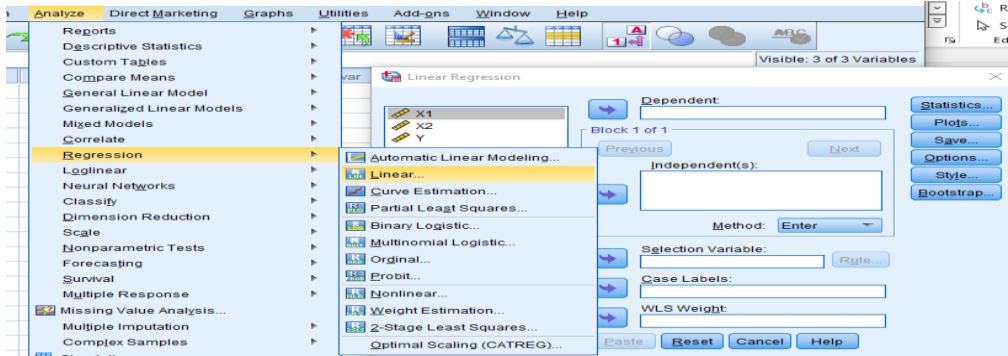 Analyze Direct Marketing Graphs Utilities Add-ons Window Help
Reports
Descriptive Statistics
Custom Tables
Compare Means
General Linear Model
Generalized Linear Models
Mixed Models
Correlate
Regression
Loglinear
Neural Networks
Classify
Dimension Reduction
Scale
Nonparametric Tests
Forecasting
Survival
Multiple Response
Missing Value Analysis...
Multiple Imputation
Complex Samples
Automatic Linear Modeling...
Linear...
Curve Estimation...
Partial Least Squares...
Binary Logistic...
Multinomial Logistic...
Ordinal...
Probit...
Nonlinear...
Weight Estimation...
2-Stage Least Squares...
Optimal Scaling (CATREG)...
Visible: 3 of 3 Variables
var
Linear Regression
X1
X2
Y
Dependent:
Block 1 of 1
Previous Next
Independent(s):
Method: Enter
Selection Variable:
Rule...
Case Labels:
WLS Weight:
Paste Reset Cancel Help
Statistics...
Plots...
Save...
Options...
Style...
Bootstrap...